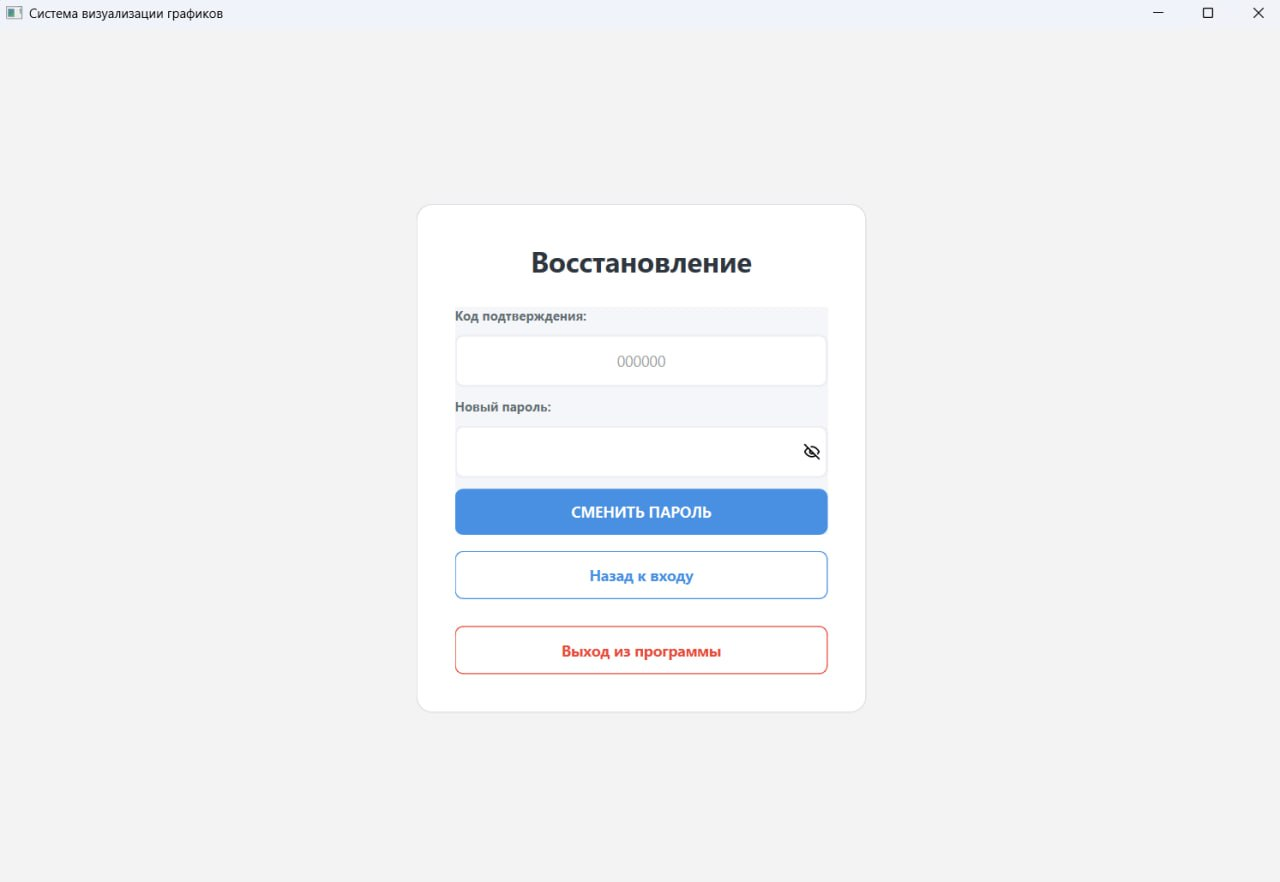 Система визуализации графиков
Восстановление
Код подтверждения:
000000
Новый пароль:
СМЕНИТЬ ПАРОЛЬ
Назад к входу
Выход из программы